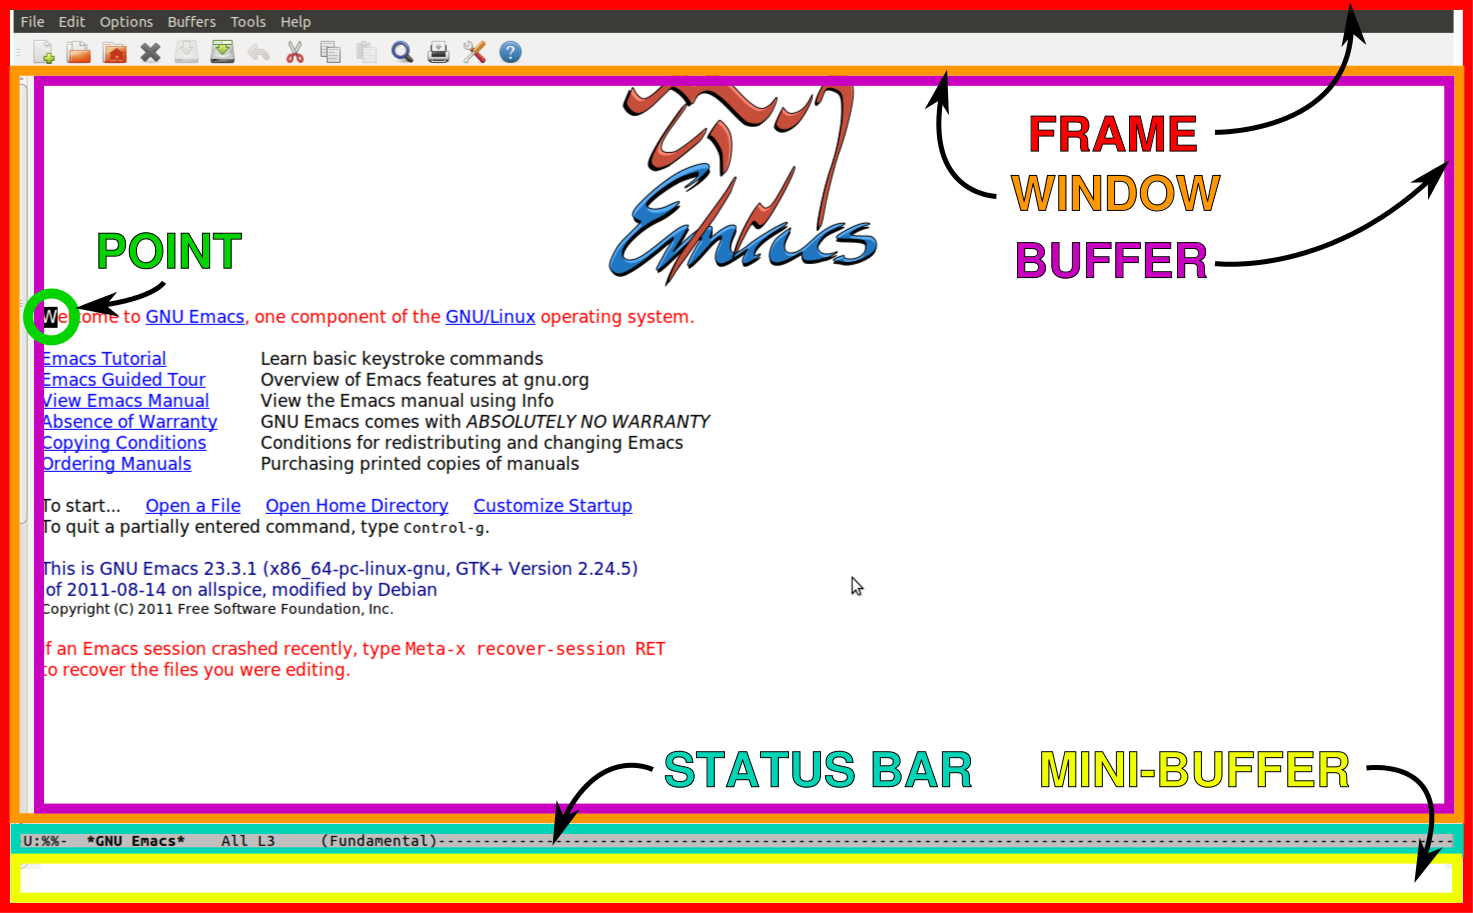 File Edit Options Buffers Tools Help
FRAME
WINDOW
BUFFER
Emacs
POINT
Welcome to GNU Emacs, one component of the GNU/Linux operating system.
Emacs Tutorial Learn basic keystroke commands
Emacs Guided Tour Overview of Emacs features at gnu.org
View Emacs Manual View the Emacs manual using Info
Absence of Warranty GNU Emacs comes with ABSOLUTELY NO WARRANTY
Copying Conditions Conditions for redistributing and changing Emacs
Ordering Manuals Purchasing printed copies of manuals
To start... Open a File Open Home Directory Customize Startup
To quit a partially entered command, type Control-g.
This is GNU Emacs 23.3.1 (x86_64-pc-linux-gnu, GTK+ Version 2.24.5)
of 2011-08-14 on allspice, modified by Debian
Copyright (C) 2011 Free Software Foundation, Inc.
If an Emacs session crashed recently, type Meta-x recover-session RET
to recover the files you were editing.
STATUS BAR MINI-BUFFER
U:%%- *GNU Emacs* All L3 (Fundamental)-----------------------------------------------------------------------------------------------------------------